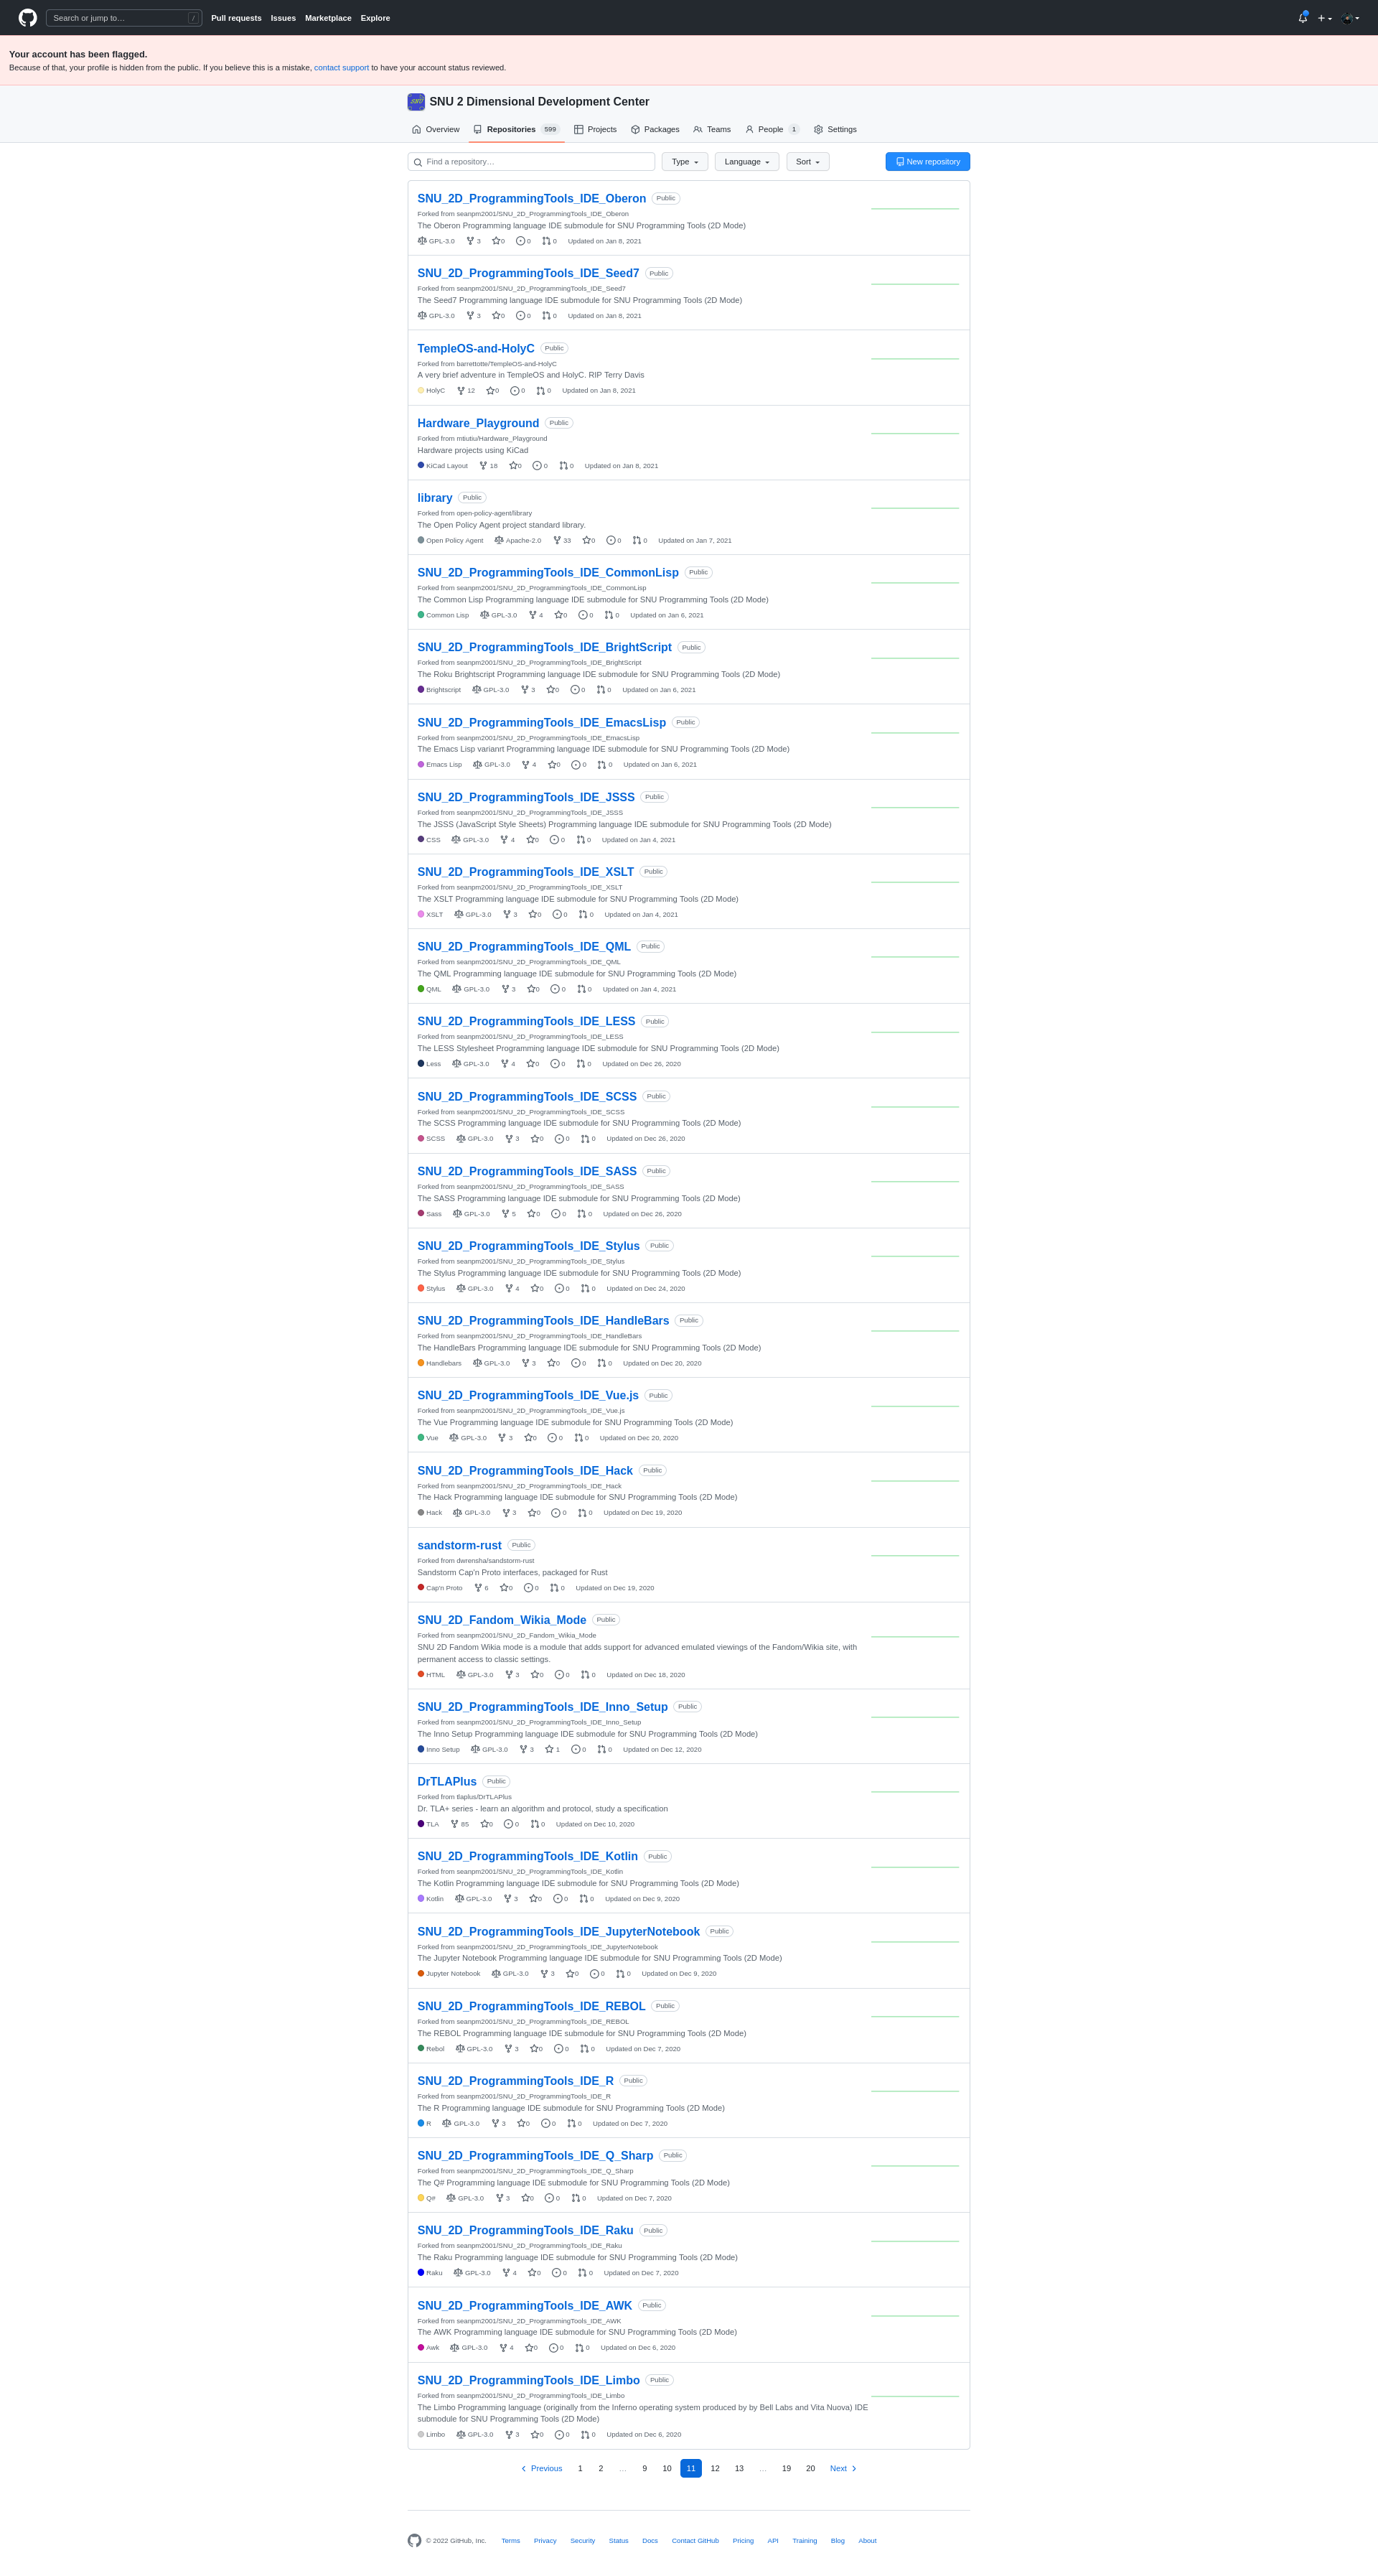 Search or jump to… /
Pull requests Issues Marketplace Explore
Your account has been flagged.
Because of that, your profile is hidden from the public. If you believe this is a mistake, contact support to have your account status reviewed.
SNU 2 Dimensional Development Center
Overview Repositories 599 Projects Packages Teams People 1 Settings
Find a repository… Type Language Sort New repository
SNU_2D_ProgrammingTools_IDE_Oberon Public
Forked from seanpm2001/SNU_2D_ProgrammingTools_IDE_Oberon
The Oberon Programming language IDE submodule for SNU Programming Tools (2D Mode)
GPL-3.0 3 0 0 0 Updated on Jan 8, 2021
SNU_2D_ProgrammingTools_IDE_Seed7 Public
Forked from seanpm2001/SNU_2D_ProgrammingTools_IDE_Seed7
The Seed7 Programming language IDE submodule for SNU Programming Tools (2D Mode)
GPL-3.0 3 0 0 0 Updated on Jan 8, 2021
TempleOS-and-HolyC Public
Forked from barrettotte/TempleOS-and-HolyC
A very brief adventure in TempleOS and HolyC. RIP Terry Davis
HolyC 12 0 0 0 Updated on Jan 8, 2021
Hardware_Playground Public
Forked from mtiutiu/Hardware_Playground
Hardware projects using KiCad
KiCad Layout 18 0 0 0 Updated on Jan 8, 2021
library Public
Forked from open-policy-agent/library
The Open Policy Agent project standard library.
Open Policy Agent Apache-2.0 33 0 0 0 Updated on Jan 7, 2021
SNU_2D_ProgrammingTools_IDE_CommonLisp Public
Forked from seanpm2001/SNU_2D_ProgrammingTools_IDE_CommonLisp
The Common Lisp Programming language IDE submodule for SNU Programming Tools (2D Mode)
Common Lisp GPL-3.0 4 0 0 0 Updated on Jan 6, 2021
SNU_2D_ProgrammingTools_IDE_BrightScript Public
Forked from seanpm2001/SNU_2D_ProgrammingTools_IDE_BrightScript
The Roku Brightscript Programming language IDE submodule for SNU Programming Tools (2D Mode)
Brightscript GPL-3.0 3 0 0 0 Updated on Jan 6, 2021
SNU_2D_ProgrammingTools_IDE_EmacsLisp Public
Forked from seanpm2001/SNU_2D_ProgrammingTools_IDE_EmacsLisp
The Emacs Lisp varianrt Programming language IDE submodule for SNU Programming Tools (2D Mode)
Emacs Lisp GPL-3.0 4 0 0 0 Updated on Jan 6, 2021
SNU_2D_ProgrammingTools_IDE_JSSS Public
Forked from seanpm2001/SNU_2D_ProgrammingTools_IDE_JSSS
The JSSS (JavaScript Style Sheets) Programming language IDE submodule for SNU Programming Tools (2D Mode)
CSS GPL-3.0 4 0 0 0 Updated on Jan 4, 2021
SNU_2D_ProgrammingTools_IDE_XSLT Public
Forked from seanpm2001/SNU_2D_ProgrammingTools_IDE_XSLT
The XSLT Programming language IDE submodule for SNU Programming Tools (2D Mode)
XSLT GPL-3.0 3 0 0 0 Updated on Jan 4, 2021
SNU_2D_ProgrammingTools_IDE_QML Public
Forked from seanpm2001/SNU_2D_ProgrammingTools_IDE_QML
The QML Programming language IDE submodule for SNU Programming Tools (2D Mode)
QML GPL-3.0 3 0 0 0 Updated on Jan 4, 2021
SNU_2D_ProgrammingTools_IDE_LESS Public
Forked from seanpm2001/SNU_2D_ProgrammingTools_IDE_LESS
The LESS Stylesheet Programming language IDE submodule for SNU Programming Tools (2D Mode)
Less GPL-3.0 4 0 0 0 Updated on Dec 26, 2020
SNU_2D_ProgrammingTools_IDE_SCSS Public
Forked from seanpm2001/SNU_2D_ProgrammingTools_IDE_SCSS
The SCSS Programming language IDE submodule for SNU Programming Tools (2D Mode)
SCSS GPL-3.0 3 0 0 0 Updated on Dec 26, 2020
SNU_2D_ProgrammingTools_IDE_SASS Public
Forked from seanpm2001/SNU_2D_ProgrammingTools_IDE_SASS
The SASS Programming language IDE submodule for SNU Programming Tools (2D Mode)
Sass GPL-3.0 5 0 0 0 Updated on Dec 26, 2020
SNU_2D_ProgrammingTools_IDE_Stylus Public
Forked from seanpm2001/SNU_2D_ProgrammingTools_IDE_Stylus
The Stylus Programming language IDE submodule for SNU Programming Tools (2D Mode)
Stylus GPL-3.0 4 0 0 0 Updated on Dec 24, 2020
SNU_2D_ProgrammingTools_IDE_HandleBars Public
Forked from seanpm2001/SNU_2D_ProgrammingTools_IDE_HandleBars
The HandleBars Programming language IDE submodule for SNU Programming Tools (2D Mode)
Handlebars GPL-3.0 3 0 0 0 Updated on Dec 20, 2020
SNU_2D_ProgrammingTools_IDE_Vue.js Public
Forked from seanpm2001/SNU_2D_ProgrammingTools_IDE_Vue.js
The Vue Programming language IDE submodule for SNU Programming Tools (2D Mode)
Vue GPL-3.0 3 0 0 0 Updated on Dec 20, 2020
SNU_2D_ProgrammingTools_IDE_Hack Public
Forked from seanpm2001/SNU_2D_ProgrammingTools_IDE_Hack
The Hack Programming language IDE submodule for SNU Programming Tools (2D Mode)
Hack GPL-3.0 3 0 0 0 Updated on Dec 19, 2020
sandstorm-rust Public
Forked from dwrensha/sandstorm-rust
Sandstorm Cap'n Proto interfaces, packaged for Rust
Cap'n Proto 6 0 0 0 Updated on Dec 19, 2020
SNU_2D_Fandom_Wikia_Mode Public
Forked from seanpm2001/SNU_2D_Fandom_Wikia_Mode
SNU 2D Fandom Wikia mode is a module that adds support for advanced emulated viewings of the Fandom/Wikia site, with
permanent access to classic settings.
HTML GPL-3.0 3 0 0 0 Updated on Dec 18, 2020
SNU_2D_ProgrammingTools_IDE_Inno_Setup Public
Forked from seanpm2001/SNU_2D_ProgrammingTools_IDE_Inno_Setup
The Inno Setup Programming language IDE submodule for SNU Programming Tools (2D Mode)
Inno Setup GPL-3.0 3 1 0 0 Updated on Dec 12, 2020
DrTLAPlus Public
Forked from tlaplus/DrTLAPlus
Dr. TLA+ series - learn an algorithm and protocol, study a specification
TLA 85 0 0 0 Updated on Dec 10, 2020
SNU_2D_ProgrammingTools_IDE_Kotlin Public
Forked from seanpm2001/SNU_2D_ProgrammingTools_IDE_Kotlin
The Kotlin Programming language IDE submodule for SNU Programming Tools (2D Mode)
Kotlin GPL-3.0 3 0 0 0 Updated on Dec 9, 2020
SNU_2D_ProgrammingTools_IDE_JupyterNotebook Public
Forked from seanpm2001/SNU_2D_ProgrammingTools_IDE_JupyterNotebook
The Jupyter Notebook Programming language IDE submodule for SNU Programming Tools (2D Mode)
Jupyter Notebook GPL-3.0 3 0 0 0 Updated on Dec 9, 2020
SNU_2D_ProgrammingTools_IDE_REBOL Public
Forked from seanpm2001/SNU_2D_ProgrammingTools_IDE_REBOL
The REBOL Programming language IDE submodule for SNU Programming Tools (2D Mode)
Rebol GPL-3.0 3 0 0 0 Updated on Dec 7, 2020
SNU_2D_ProgrammingTools_IDE_R Public
Forked from seanpm2001/SNU_2D_ProgrammingTools_IDE_R
The R Programming language IDE submodule for SNU Programming Tools (2D Mode)
R GPL-3.0 3 0 0 0 Updated on Dec 7, 2020
SNU_2D_ProgrammingTools_IDE_Q_Sharp Public
Forked from seanpm2001/SNU_2D_ProgrammingTools_IDE_Q_Sharp
The Q# Programming language IDE submodule for SNU Programming Tools (2D Mode)
Q# GPL-3.0 3 0 0 0 Updated on Dec 7, 2020
SNU_2D_ProgrammingTools_IDE_Raku Public
Forked from seanpm2001/SNU_2D_ProgrammingTools_IDE_Raku
The Raku Programming language IDE submodule for SNU Programming Tools (2D Mode)
Raku GPL-3.0 4 0 0 0 Updated on Dec 7, 2020
SNU_2D_ProgrammingTools_IDE_AWK Public
Forked from seanpm2001/SNU_2D_ProgrammingTools_IDE_AWK
The AWK Programming language IDE submodule for SNU Programming Tools (2D Mode)
Awk GPL-3.0 4 0 0 0 Updated on Dec 6, 2020
SNU_2D_ProgrammingTools_IDE_Limbo Public
Forked from seanpm2001/SNU_2D_ProgrammingTools_IDE_Limbo
The Limbo Programming language (originally from the Inferno operating system produced by by Bell Labs and Vita Nuova) IDE
submodule for SNU Programming Tools (2D Mode)
Limbo GPL-3.0 3 0 0 0 Updated on Dec 6, 2020
Previous 1 2 … 9 10 11 12 13 … 19 20 Next
© 2022 GitHub, Inc. Terms Privacy Security Status Docs Contact GitHub Pricing API Training Blog About